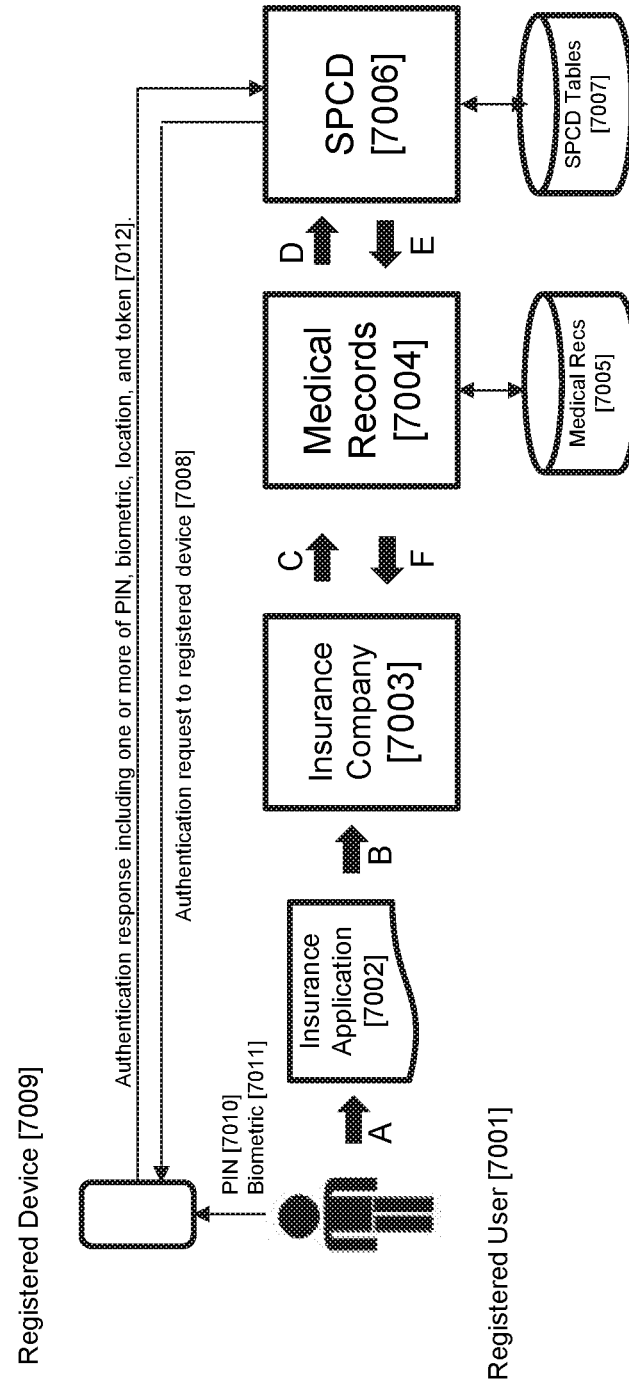 Registered Device [7009]
Authentication response including one or more of PIN, biometric, location, and token [7012].
Authentication request to registered device [7008]
PIN [7010]
Biometric [7011]
Registered User [7001]
A
Insurance
Application
[7002]
B
Insurance
Company
[7003]
C
F
Medical
Records
[7004]
Medical Recs
[7005]
D
E
SPCD
[7006]
SPCD Tables
[7007]